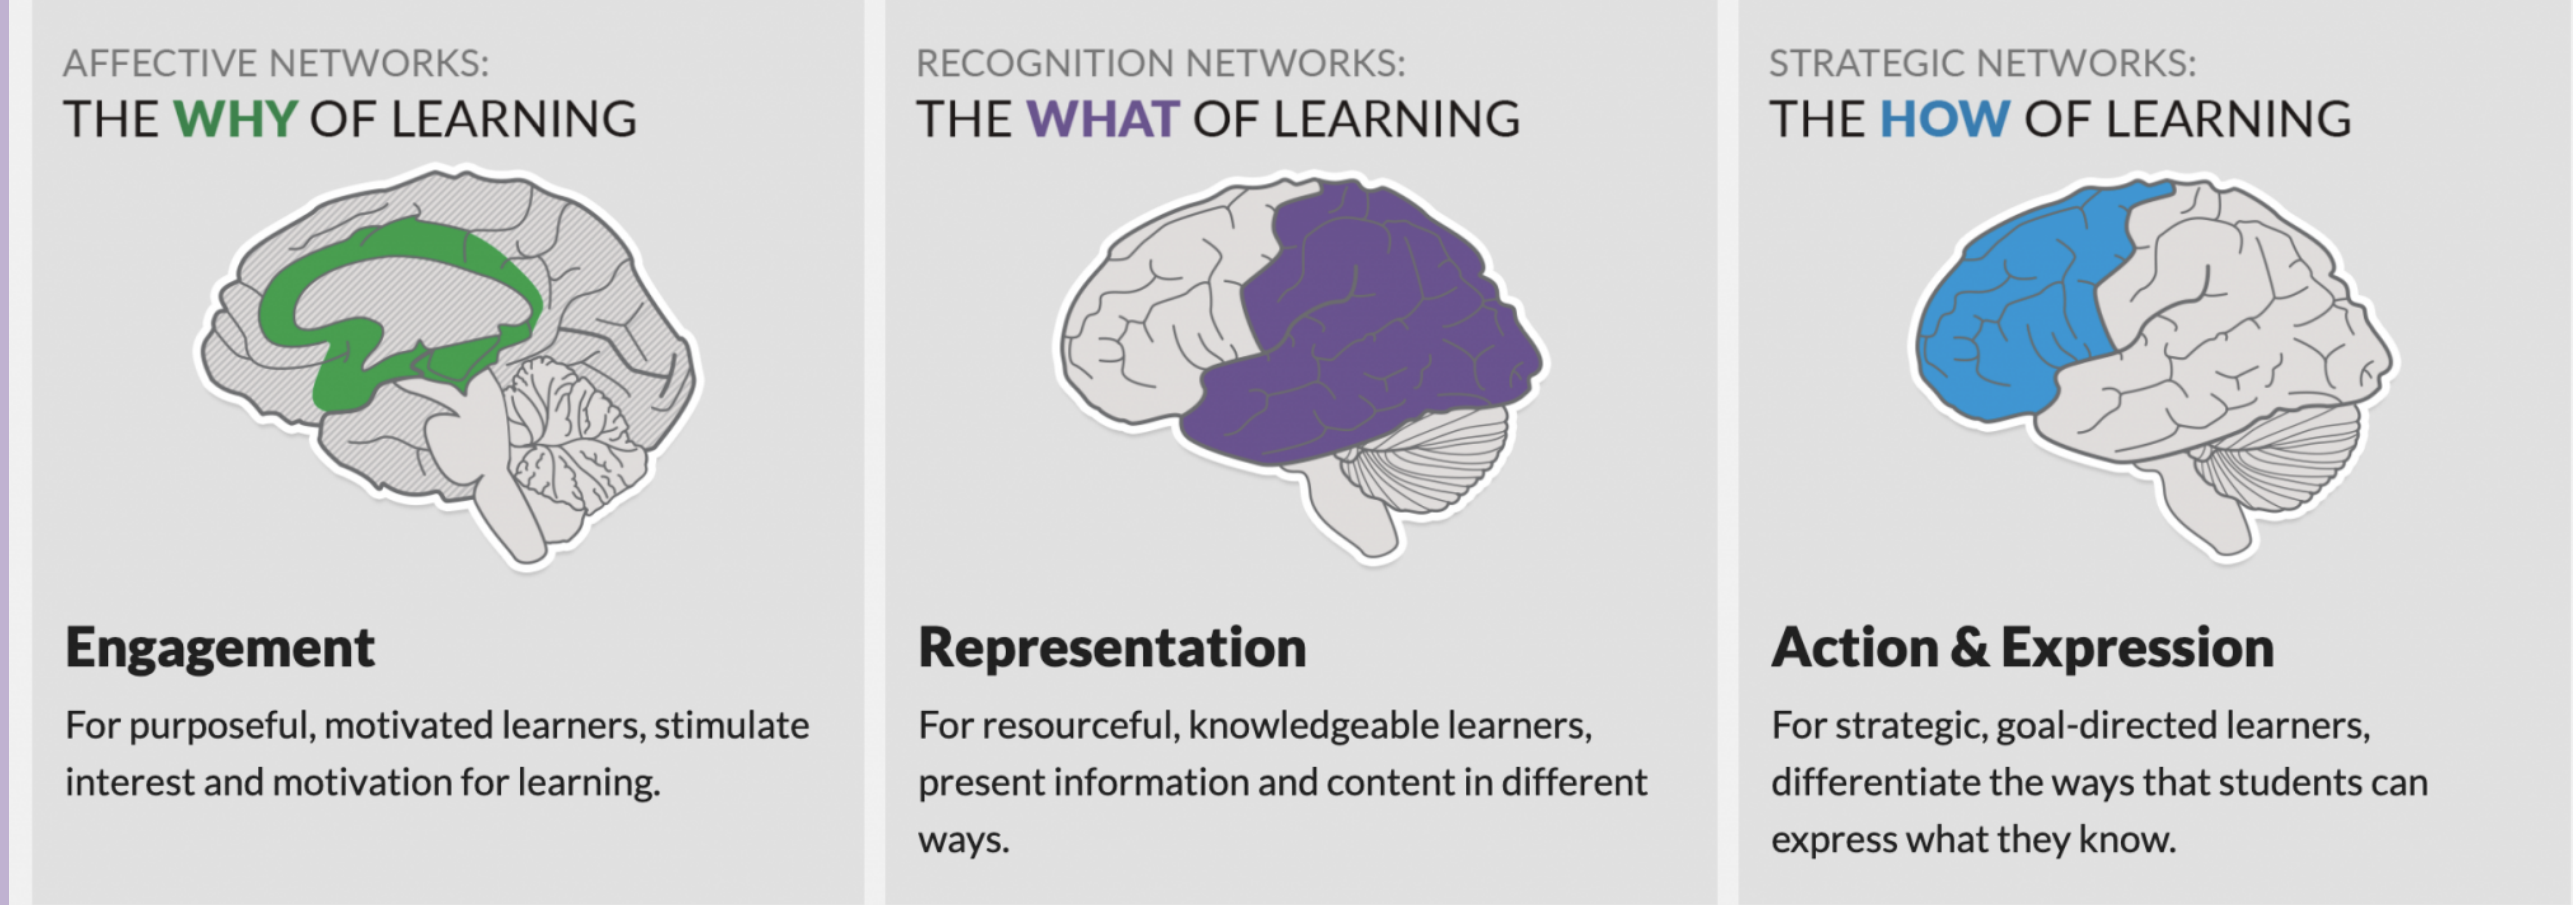 AFFECTIVE NETWORKS:
THE WHY OF LEARNING
Engagement
For purposeful, motivated learners, stimulate
interest and motivation for learning.
RECOGNITION NETWORKS:
THE WHAT OF LEARNING
Representation
For resourceful, knowledgeable learners,
present information and content in different
ways.
STRATEGIC NETWORKS:
THE HOW OF LEARNING
Action & Expression
For strategic, goal-directed learners,
differentiate the ways that students can
express what they know.